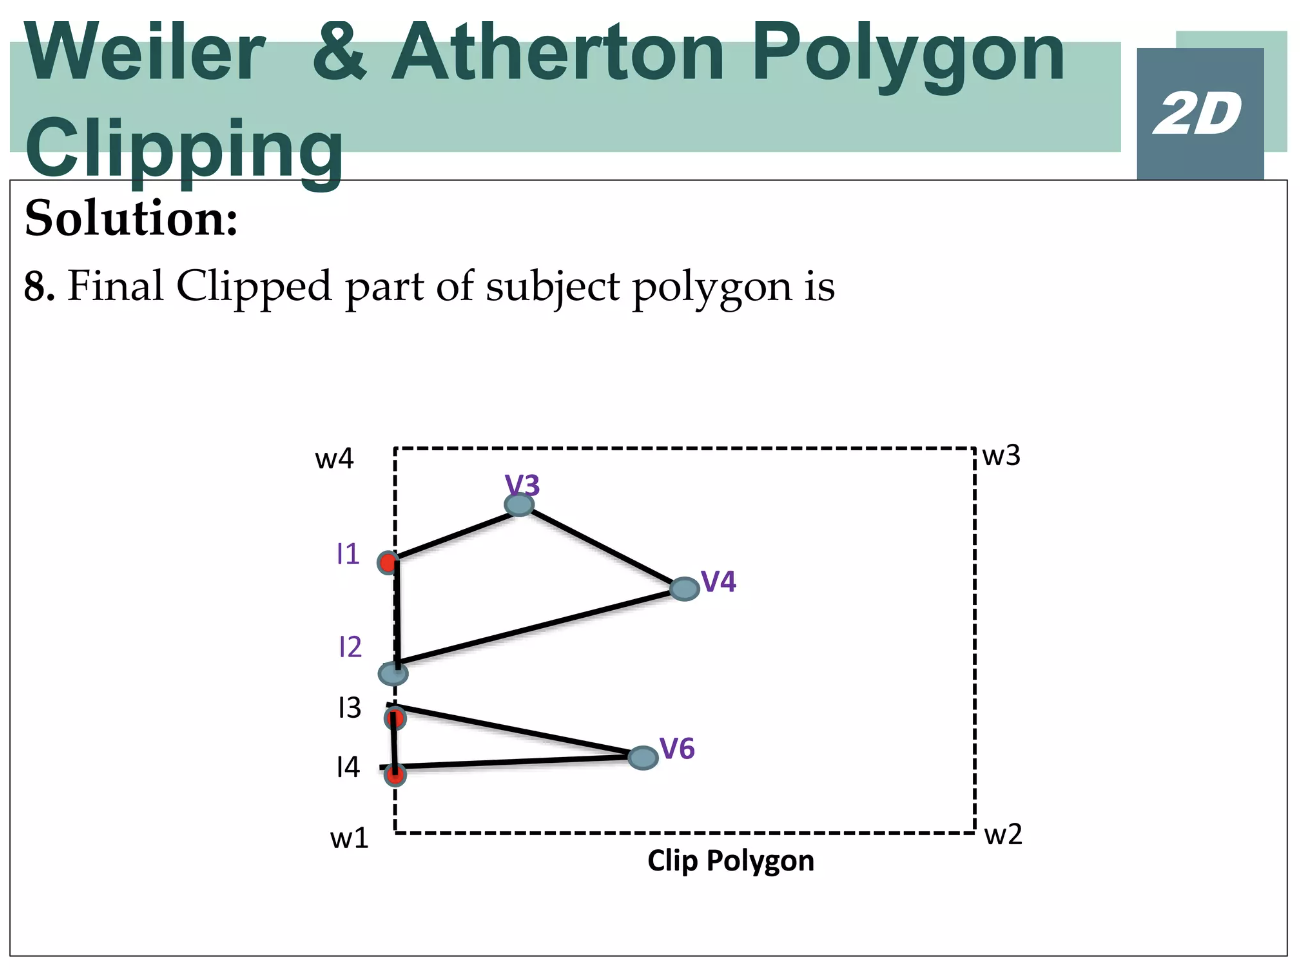 Weiler & Atherton Polygon
Clipping
2D
Solution:
8. Final Clipped part of subject polygon is
w4
w3
V3
I1
V4
I2
I3
V6
I4
w1
w2
Clip Polygon